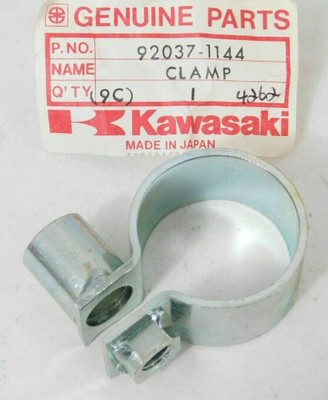 GENUINE PARTS
P.NO. 92037-1144
NAME CLAMP
Q'TY (9C) 1 4262
Kawasaki
MADE IN JAPAN